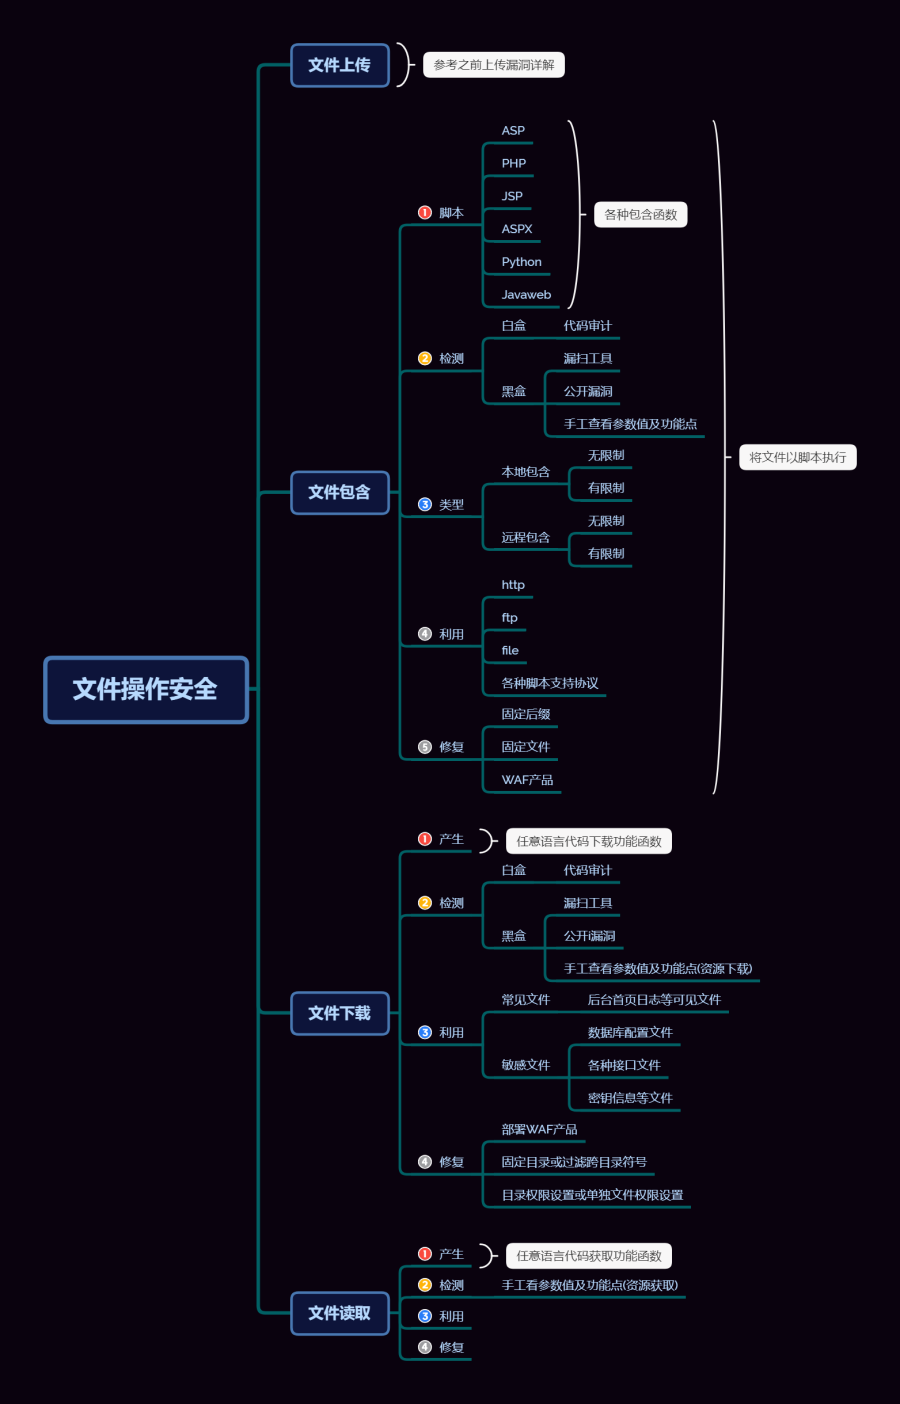 文件操作安全
文件上传
参考之前上传漏洞详解
文件包含
1 脚本
ASP
PHP
JSP
ASPX
Python
Javaweb
各种包含函数
2 检测
白盒
代码审计
黑盒
漏扫工具
公开漏洞
手工查看参数值及功能点
3 类型
本地包含
无限制
有限制
远程包含
无限制
有限制
4 利用
http
ftp
file
各种脚本支持协议
5 修复
固定后缀
固定文件
WAF产品
将文件以脚本执行
文件下载
1 产生
任意语言代码下载功能函数
2 检测
白盒
代码审计
黑盒
漏扫工具
公开i漏洞
手工查看参数值及功能点(资源下载)
3 利用
常见文件
后台首页日志等可见文件
敏感文件
数据库配置文件
各种接口文件
密钥信息等文件
4 修复
部署WAF产品
固定目录或过滤跨目录符号
目录权限设置或单独文件权限设置
文件读取
1 产生
任意语言代码获取功能函数
2 检测
手工看参数值及功能点(资源获取)
3 利用
4 修复